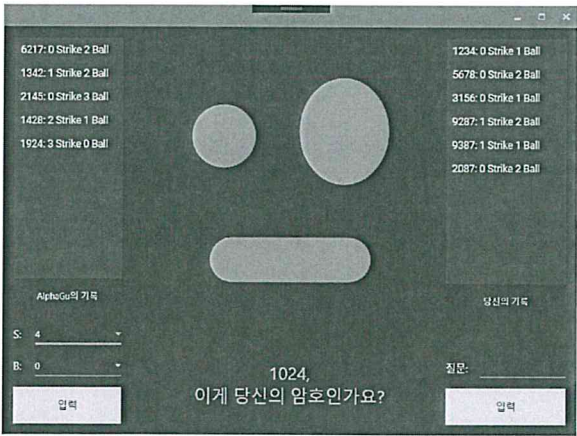 6217: 0 Strike 2 Ball
1342: 1 Strike 2 Ball
2145: 0 Strike 3 Ball
1428: 2 Strike 1 Ball
1924: 3 Strike 0 Ball
AlphaGu의 기록
S: 4
B: 0
입력
1024,
이게 당신의 암호인가요?
1234: 0 Strike 1 Ball
5678: 0 Strike 2 Ball
3156: 0 Strike 1 Ball
9287: 1 Strike 2 Ball
9387: 1 Strike 1 Ball
2087: 0 Strike 2 Ball
당신의 기록
질문:
입력